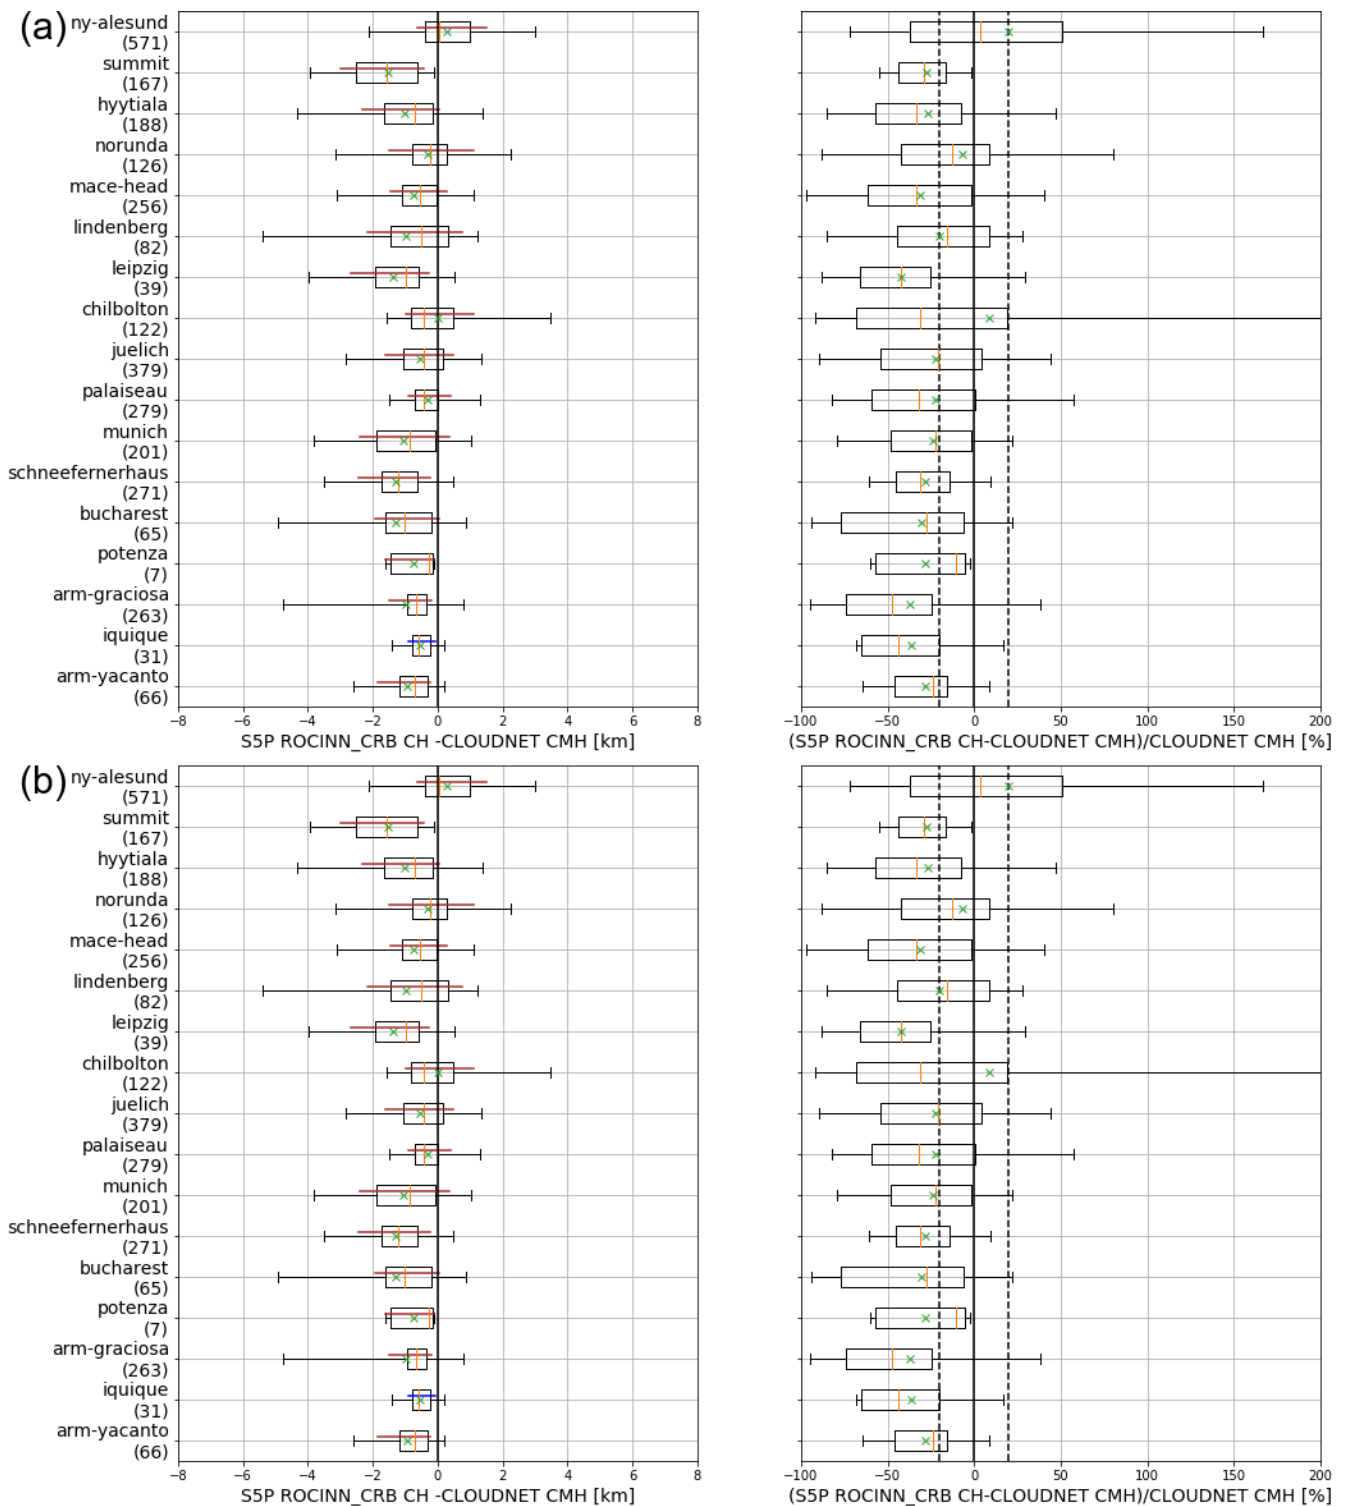 (a)
ny-alesund
(571)
summit
(167)
hyytiala
(188)
norunda
(126)
mace-head
(256)
lindenberg
(82)
leipzig
(39)
chilbolton
(122)
juelich
(379)
palaiseau
(279)
munich
(201)
schneefernerhaus
(271)
bucharest
(65)
potenza
(7)
arm-graciosa
(263)
iquique
(31)
arm-yacanto
(66)
−8 −6 −4 −2 0 2 4 6 8
S5P ROCINN_CRB CH -CLOUDNET CMH [km]
−100 −50 0 50 100 150 200
(S5P ROCINN_CRB CH-CLOUDNET CMH)/CLOUDNET CMH [%]
(b)
ny-alesund
(571)
summit
(167)
hyytiala
(188)
norunda
(126)
mace-head
(256)
lindenberg
(82)
leipzig
(39)
chilbolton
(122)
juelich
(379)
palaiseau
(279)
munich
(201)
schneefernerhaus
(271)
bucharest
(65)
potenza
(7)
arm-graciosa
(263)
iquique
(31)
arm-yacanto
(66)
−8 −6 −4 −2 0 2 4 6 8
S5P ROCINN_CRB CH -CLOUDNET CMH [km]
−100 −50 0 50 100 150 200
(S5P ROCINN_CRB CH-CLOUDNET CMH)/CLOUDNET CMH [%]